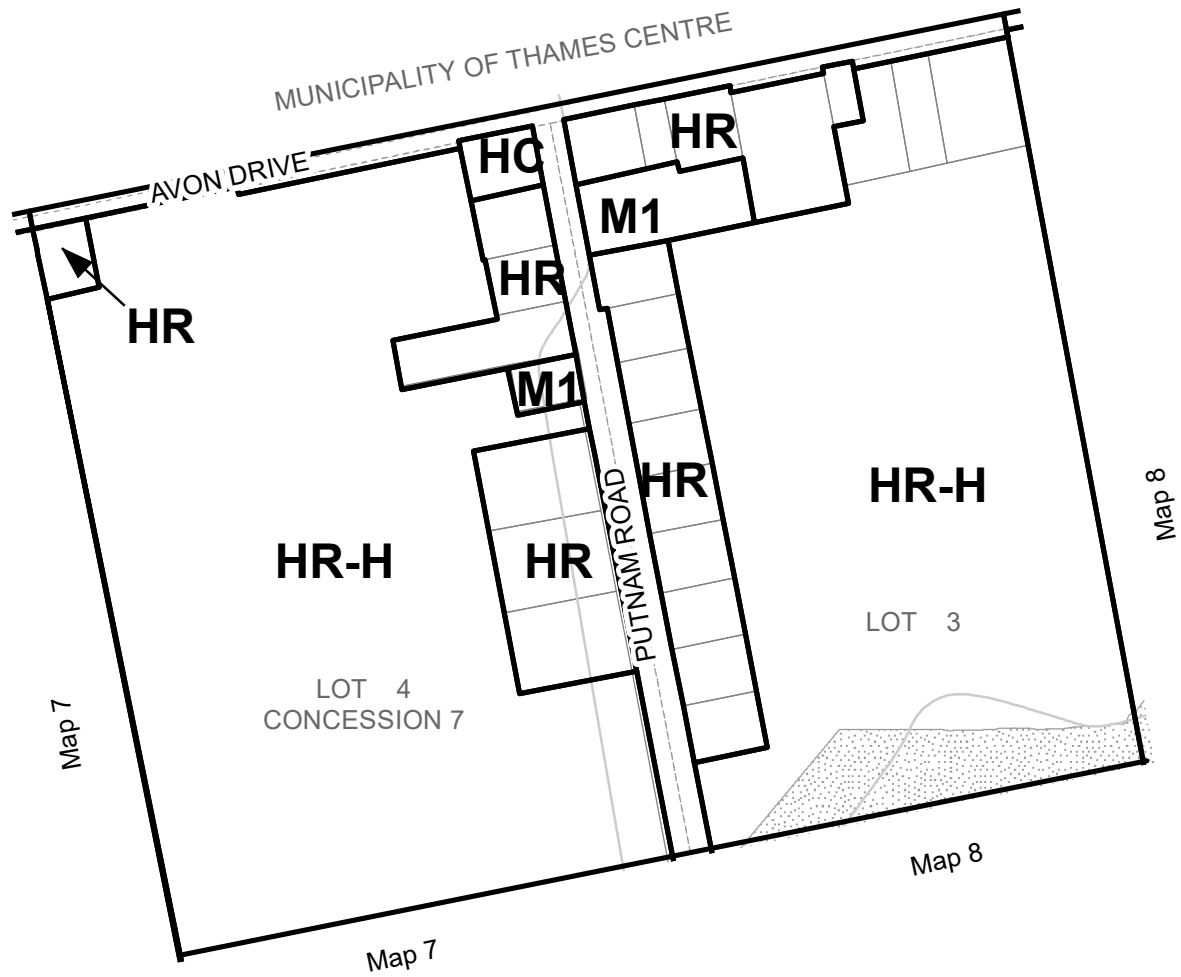 MUNICIPALITY OF THAMES CENTRE
AVON DRIVE
HC
HR
M1
HR
HR
M1
HR
HR-H
HR-H
HR
PUTNAM ROAD
LOT 3
LOT 4
CONCESSION 7
Map 7
Map 8
Map 8
Map 7